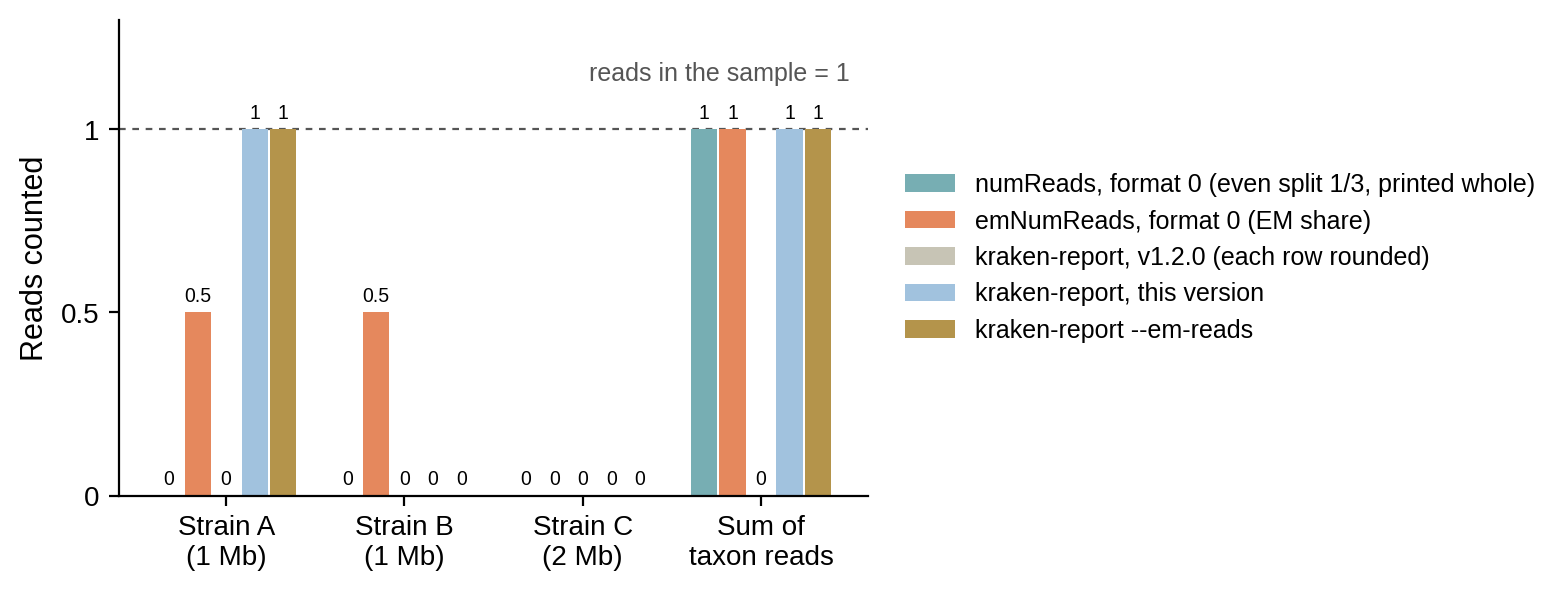 reads in the sample = 1
1 1 1 1 1 1
1
0.5 0.5
0.5
0 0 0 0 0 0 0 0 0 0 0 0
0
Reads counted
Strain A
(1 Mb)
Strain B
(1 Mb)
Strain C
(2 Mb)
Sum of
taxon reads
numReads, format 0 (even split 1/3, printed whole)
emNumReads, format 0 (EM share)
kraken-report, v1.2.0 (each row rounded)
kraken-report, this version
kraken-report --em-reads